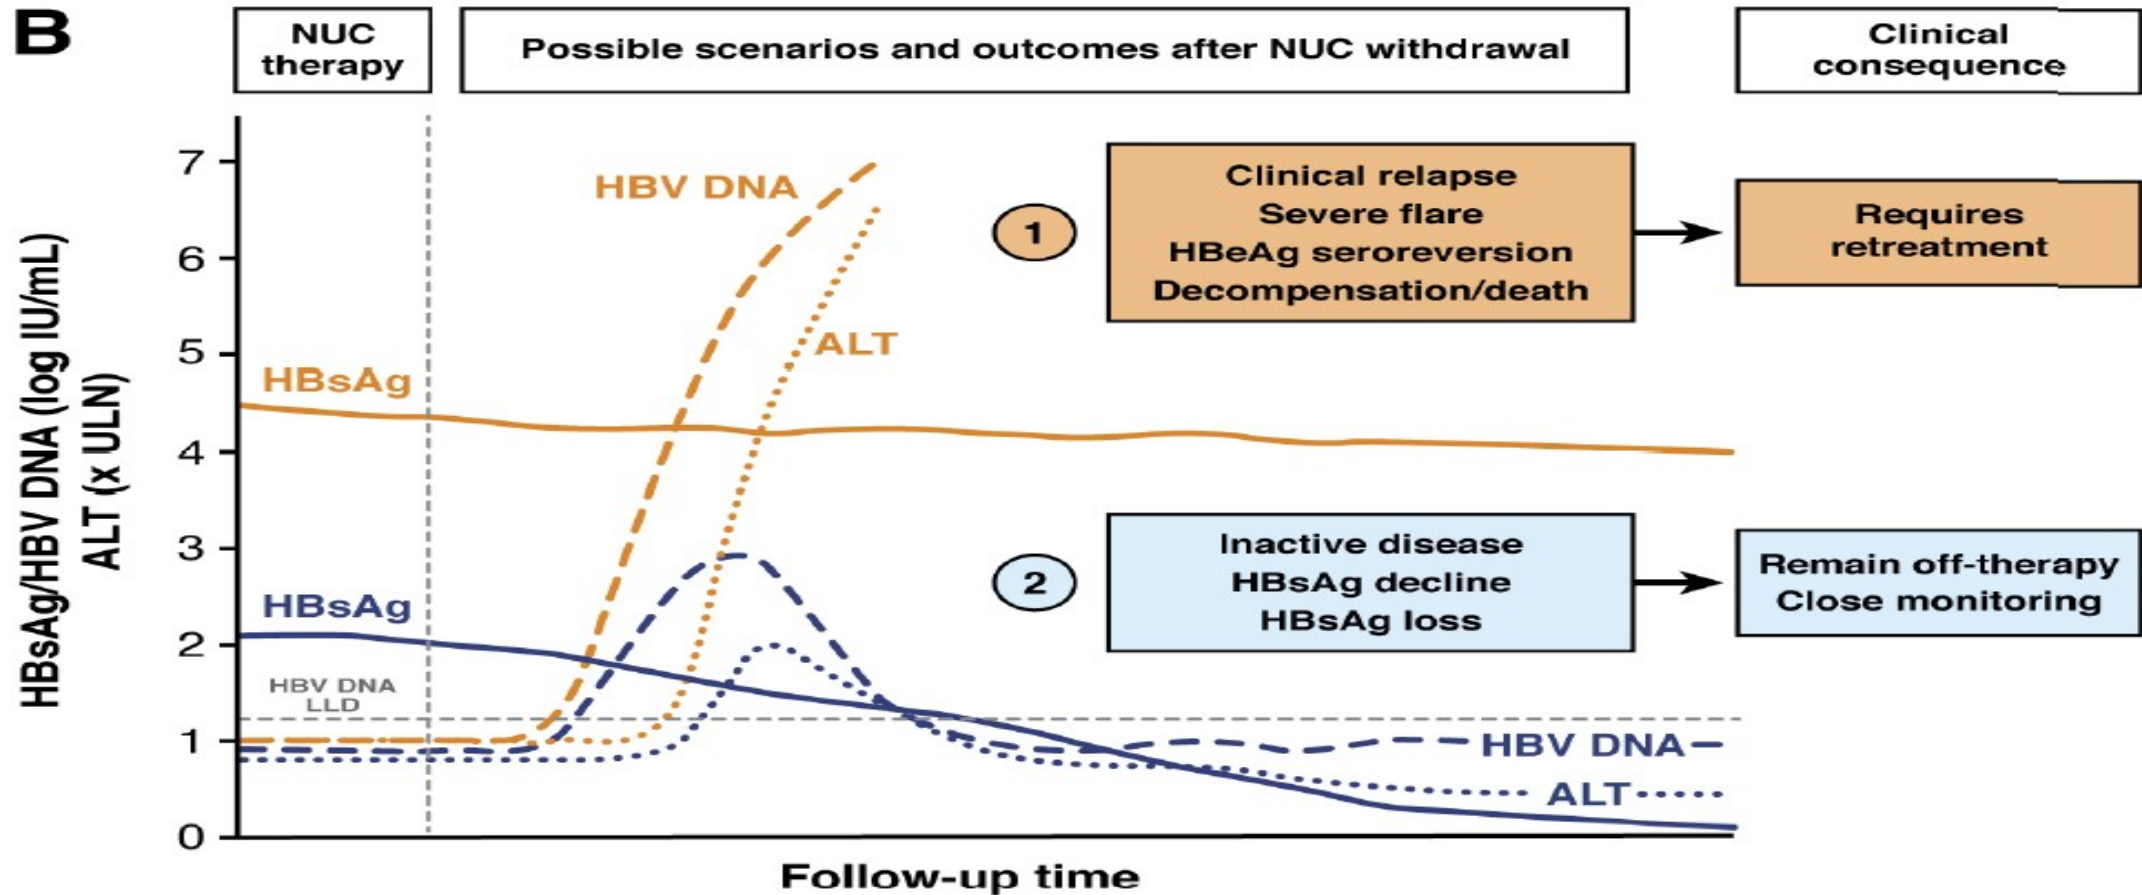 B
NUC
therapy
Possible scenarios and outcomes after NUC withdrawal
Clinical
consequence
HBsAg/HBV DNA (log IU/mL)
ALT (x ULN)
7
6
5
4
3
2
1
0
HBV DNA
ALT
HBsAg
HBsAg
HBV DNA
LLD
1
Clinical relapse
Severe flare
HBeAg seroreversion
Decompensation/death
Requires
retreatment
2
Inactive disease
HBsAg decline
HBsAg loss
Remain off-therapy
Close monitoring
HBV DNA
ALT
Follow-up time